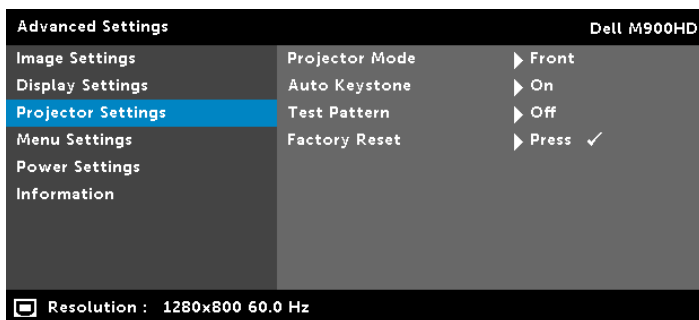 Advanced Settings Dell M900HD
Image Settings Projector Mode Front
Display Settings Auto Keystone On
Projector Settings Test Pattern Off
Menu Settings Factory Reset Press ✓
Power Settings
Information
Resolution : 1280x800 60.0 Hz